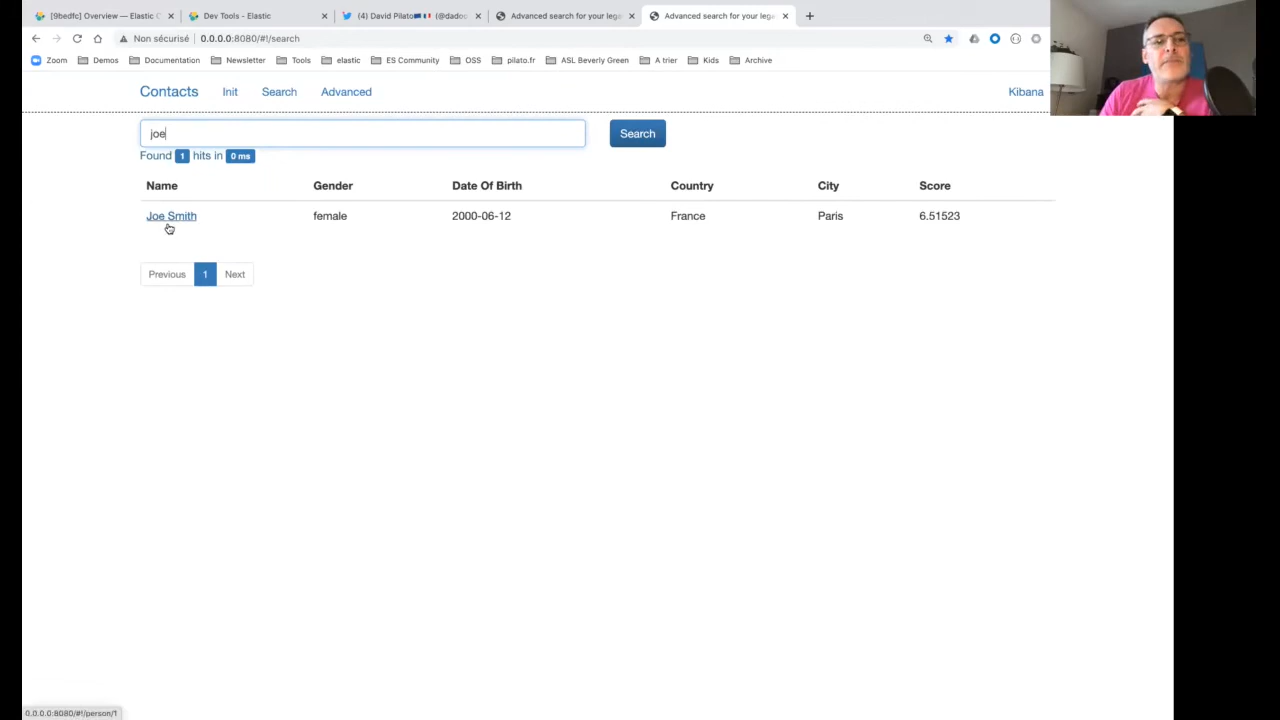 [9bedfc] Overview — Elastic C
Dev Tools - Elastic
(4) David Pilato🇪🇺🇫🇷 (@dado
Advanced search for your lega
Advanced search for your lega
Non sécurisé
0.0.0.0:8080/#!/search
Zoom Demos Documentation Newsletter Tools elastic ES Community OSS pilato.fr ASL Beverly Green A trier Kids Archive
Contacts Init Search Advanced Kibana
joe Search
Found 1 hits in 0 ms
Name Gender Date Of Birth Country City Score
Joe Smith female 2000-06-12 France Paris 6.51523
Previous 1 Next
0.0.0.0:8080/#!/person/1